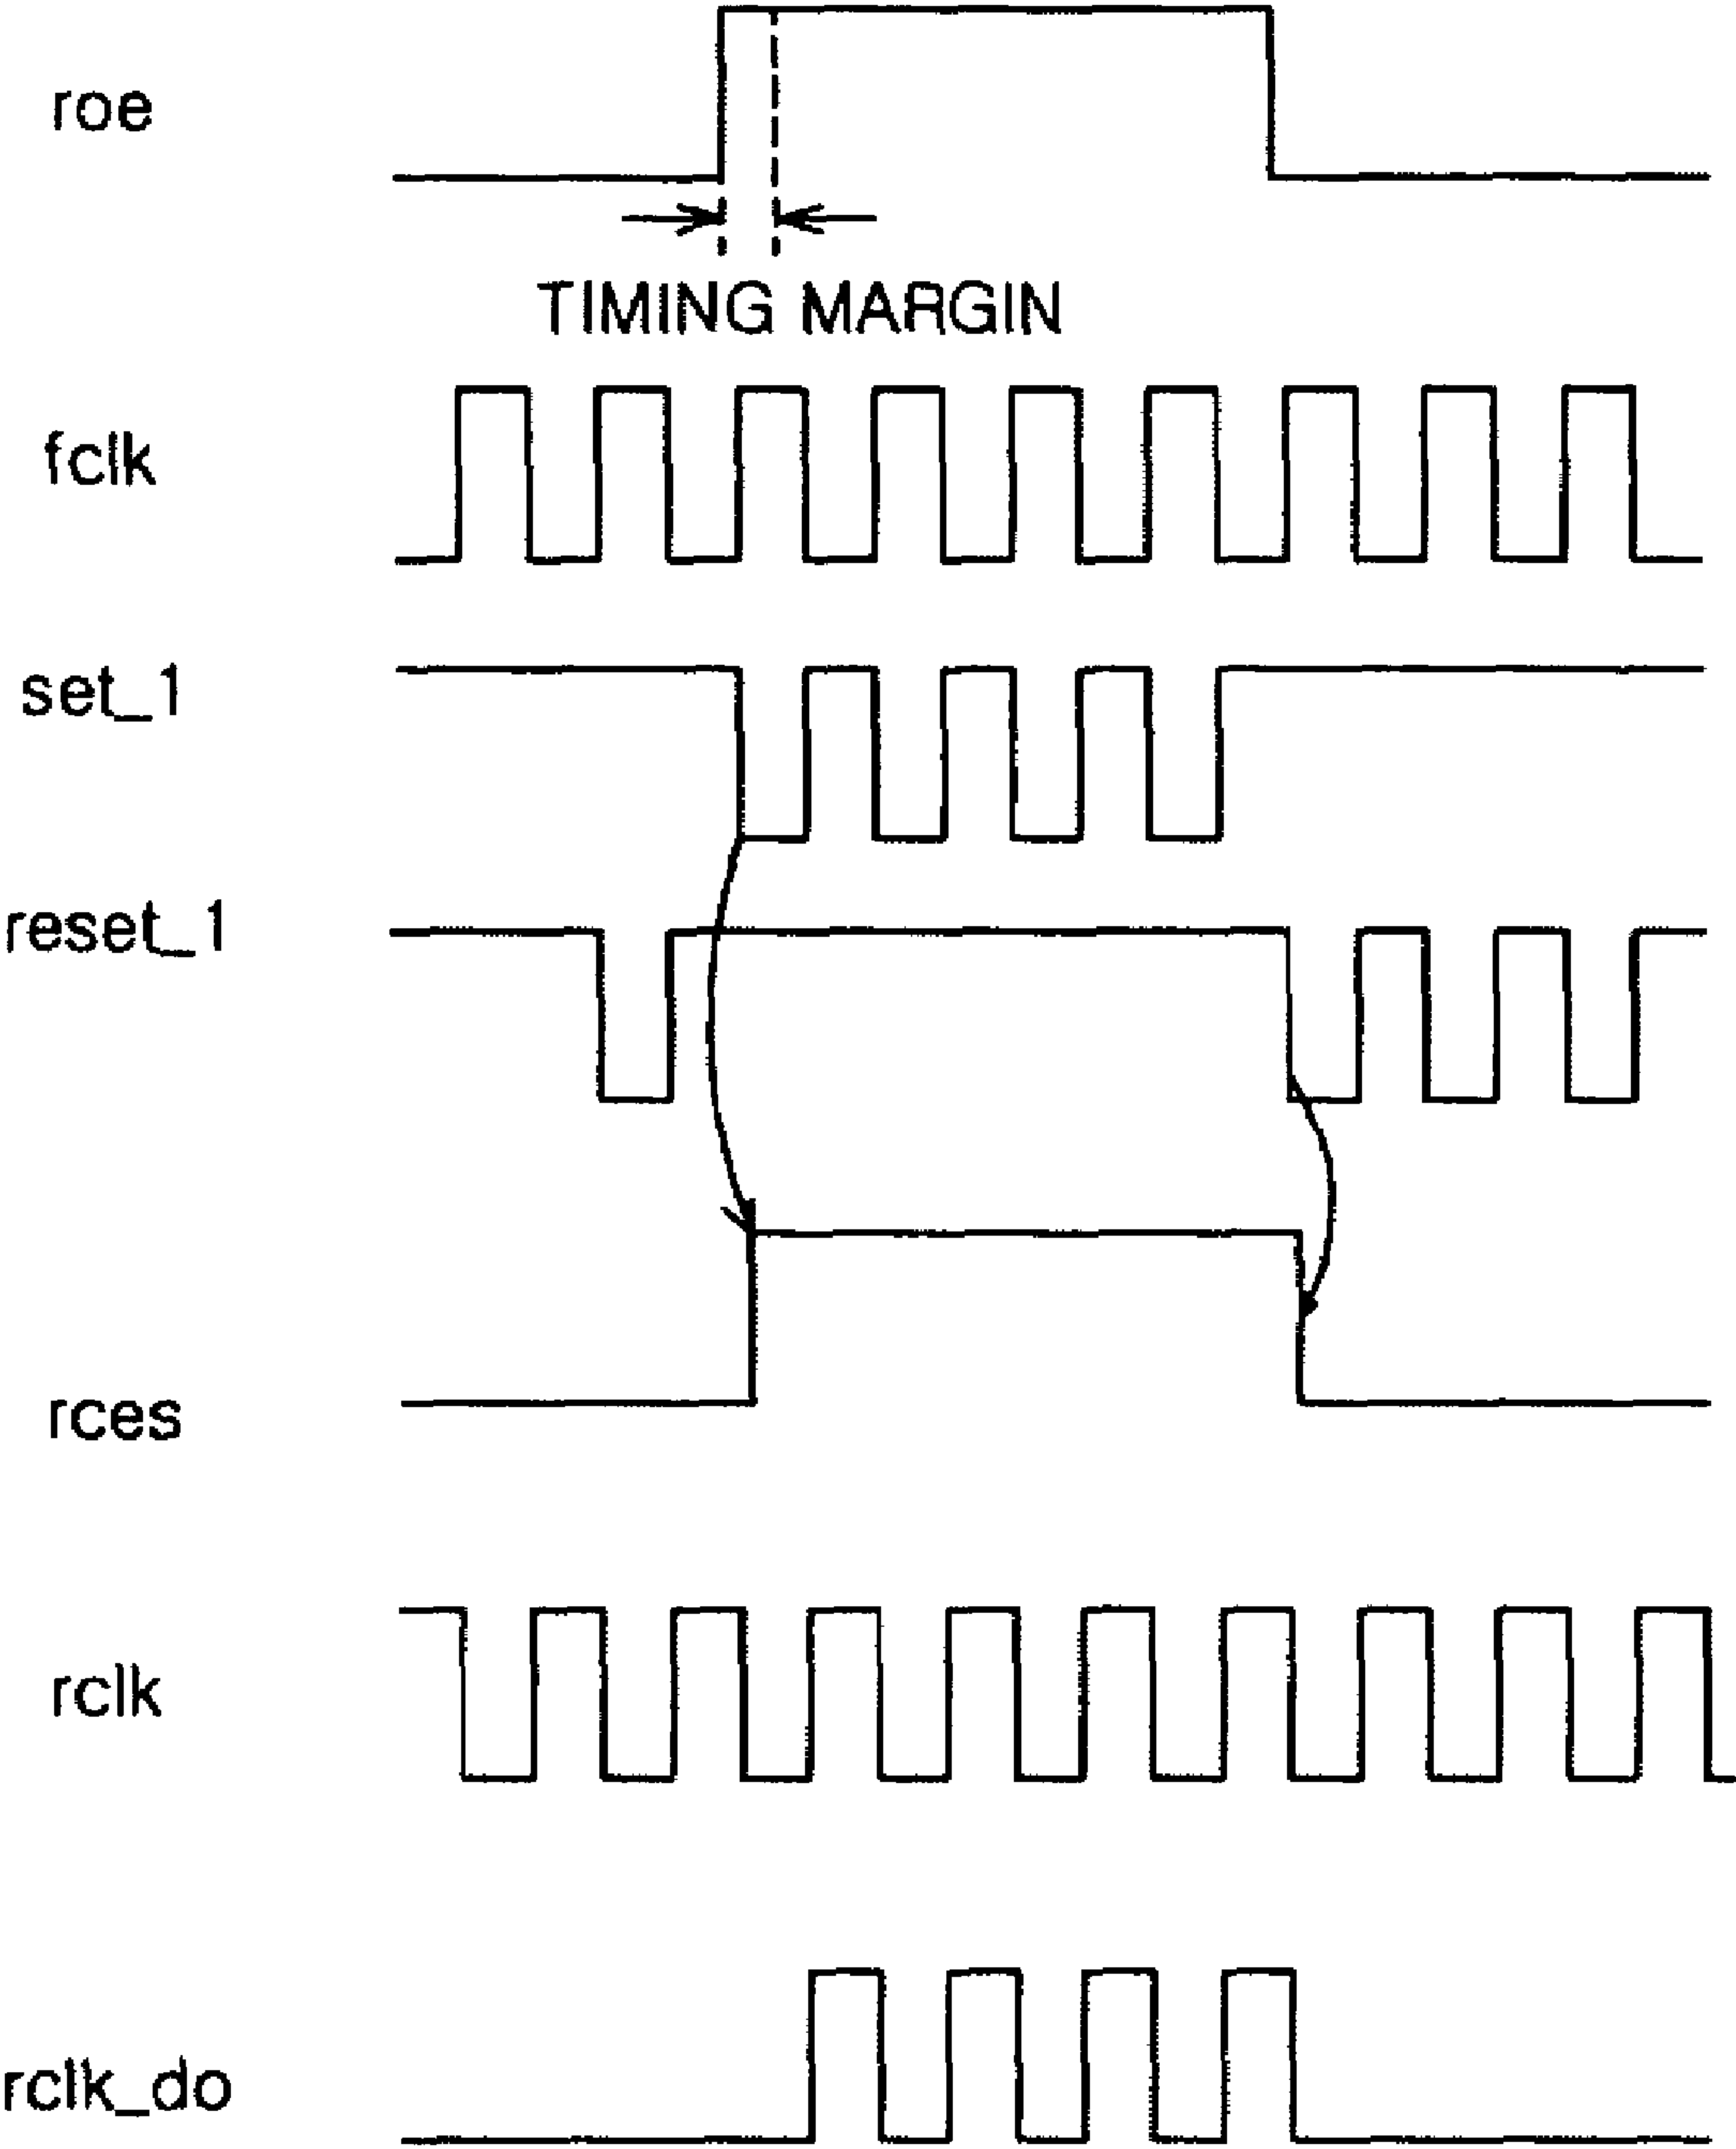 roe
TIMING MARGIN
fclk
set_1
reset_1
rces
rclk
rclk_do